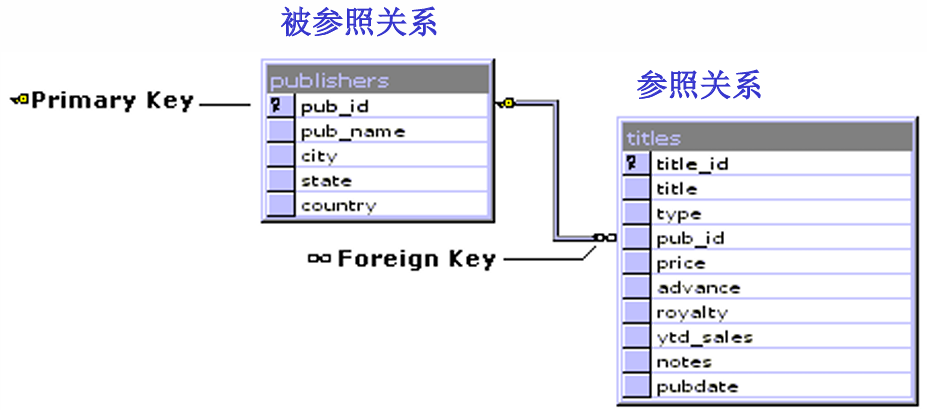 被参照关系
publishers
Primary Key
pub_id
pub_name
city
state
country
参照关系
titles
title_id
title
type
pub_id
price
advance
royalty
ytd_sales
notes
pubdate
Foreign Key